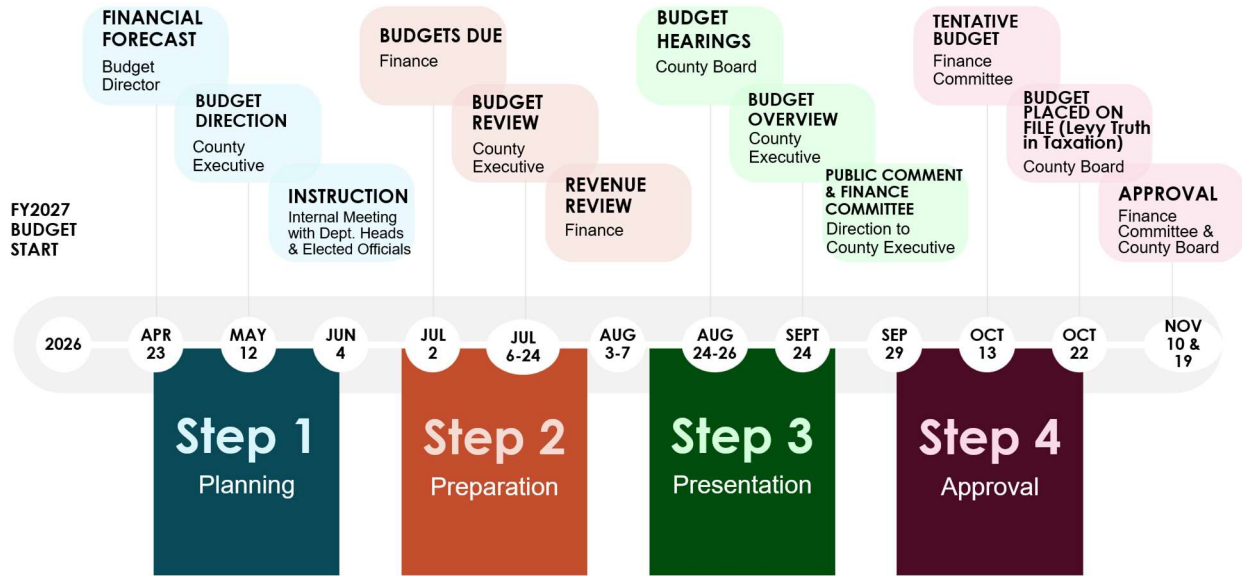 FINANCIAL
FORECAST
Budget
Director
BUDGET
DIRECTION
County
Executive
INSTRUCTION
Internal Meeting
with Dept. Heads
& Elected Officials
BUDGETS DUE
Finance
BUDGET
REVIEW
County
Executive
REVENUE
REVIEW
Finance
BUDGET
HEARINGS
County Board
BUDGET
OVERVIEW
County
Executive
PUBLIC COMMENT
& FINANCE
COMMITTEE
Direction to
County Executive
TENTATIVE
BUDGET
Finance
Committee
BUDGET
PLACED ON
FILE (Levy Truth
in Taxation)
County Board
APPROVAL
Finance
Committee &
County Board
FY2027
BUDGET
START
2026
APR
23
MAY
12
JUN
4
JUL
2
JUL
6-24
AUG
3-7
AUG
24-26
SEPT
24
SEP
29
OCT
13
OCT
22
NOV
10 &
19
Step 1
Planning
Step 2
Preparation
Step 3
Presentation
Step 4
Approval